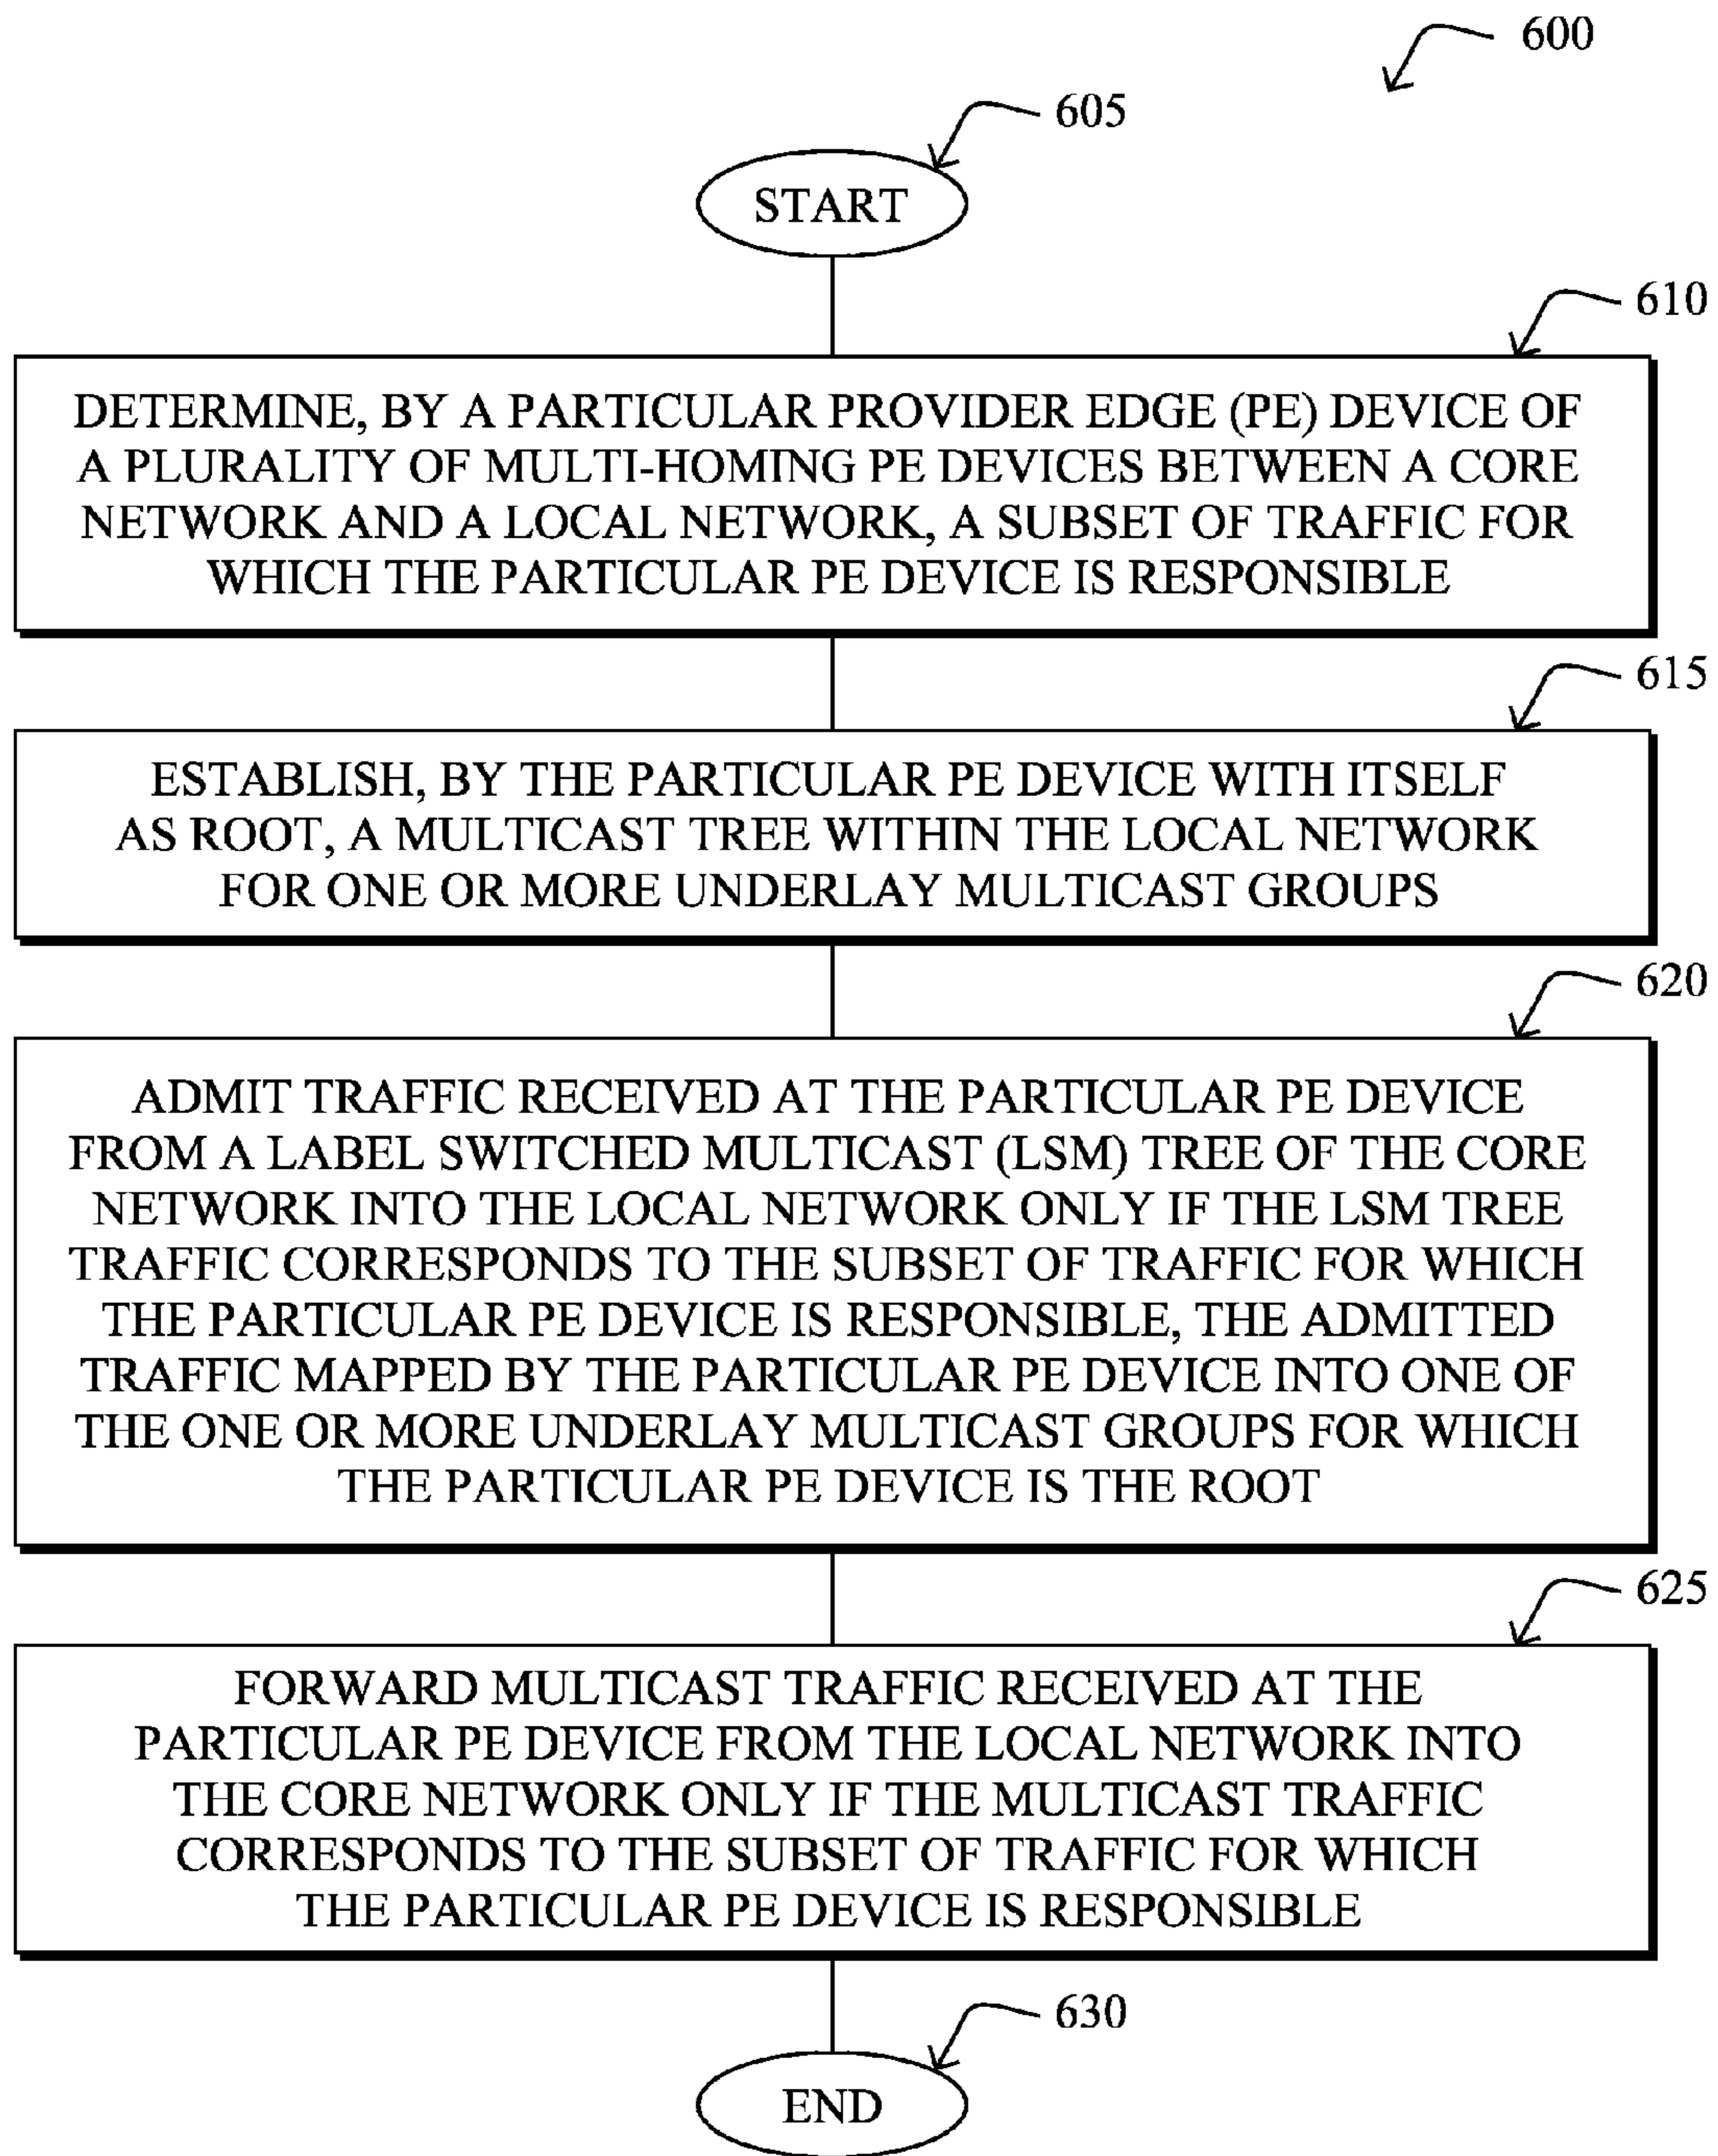 600
605
START
610
DETERMINE, BY A PARTICULAR PROVIDER EDGE (PE) DEVICE OF
A PLURALITY OF MULTI-HOMING PE DEVICES BETWEEN A CORE
NETWORK AND A LOCAL NETWORK, A SUBSET OF TRAFFIC FOR
WHICH THE PARTICULAR PE DEVICE IS RESPONSIBLE
615
ESTABLISH, BY THE PARTICULAR PE DEVICE WITH ITSELF
AS ROOT, A MULTICAST TREE WITHIN THE LOCAL NETWORK
FOR ONE OR MORE UNDERLAY MULTICAST GROUPS
620
ADMIT TRAFFIC RECEIVED AT THE PARTICULAR PE DEVICE
FROM A LABEL SWITCHED MULTICAST (LSM) TREE OF THE CORE
NETWORK INTO THE LOCAL NETWORK ONLY IF THE LSM TREE
TRAFFIC CORRESPONDS TO THE SUBSET OF TRAFFIC FOR WHICH
THE PARTICULAR PE DEVICE IS RESPONSIBLE, THE ADMITTED
TRAFFIC MAPPED BY THE PARTICULAR PE DEVICE INTO ONE OF
THE ONE OR MORE UNDERLAY MULTICAST GROUPS FOR WHICH
THE PARTICULAR PE DEVICE IS THE ROOT
625
FORWARD MULTICAST TRAFFIC RECEIVED AT THE
PARTICULAR PE DEVICE FROM THE LOCAL NETWORK INTO
THE CORE NETWORK ONLY IF THE MULTICAST TRAFFIC
CORRESPONDS TO THE SUBSET OF TRAFFIC FOR WHICH
THE PARTICULAR PE DEVICE IS RESPONSIBLE
630
END